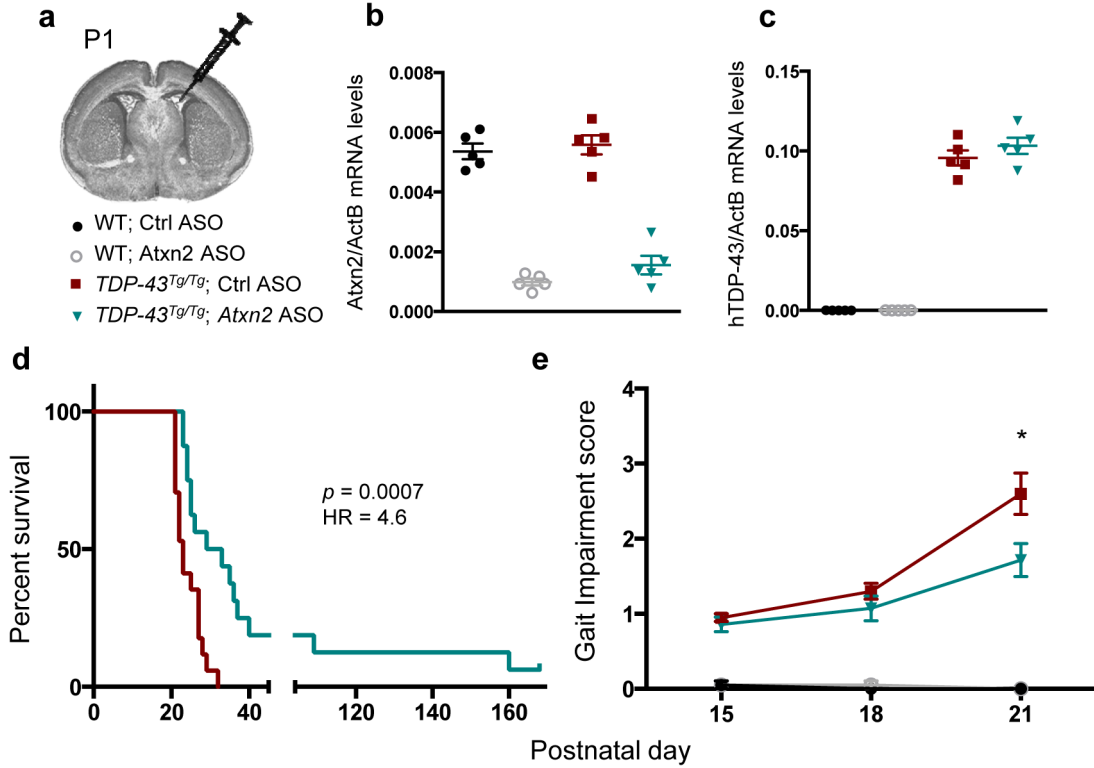 a
P1
WT; Ctrl ASO
WT; Atxn2 ASO
TDP-43Tg/Tg; Ctrl ASO
TDP-43Tg/Tg; Atxn2 ASO
b
Atxn2/ActB mRNA levels
0.008
0.006
0.004
0.002
0.000
c
hTDP-43/ActB mRNA levels
0.15
0.10
0.05
0.00
d
Percent survival
100
50
0
p = 0.0007
HR = 4.6
0 20 40 120 140 160
e
Gait Impairment score
4
3
2
1
0
*
15 18 21
Postnatal day